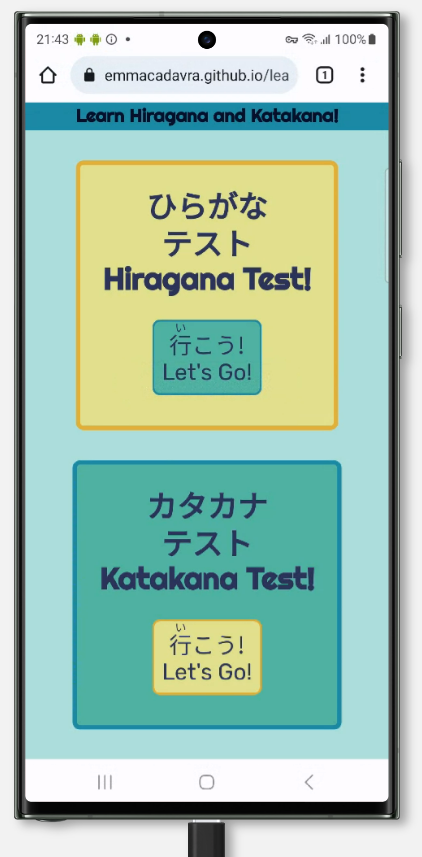 21:43 100%
emmacadavra.github.io/lea 1
Learn Hiragana and Katakana!
ひらがな
テスト
Hiragana Test!
い
行こう!
Let's Go!
カタカナ
テスト
Katakana Test!
い
行こう!
Let's Go!